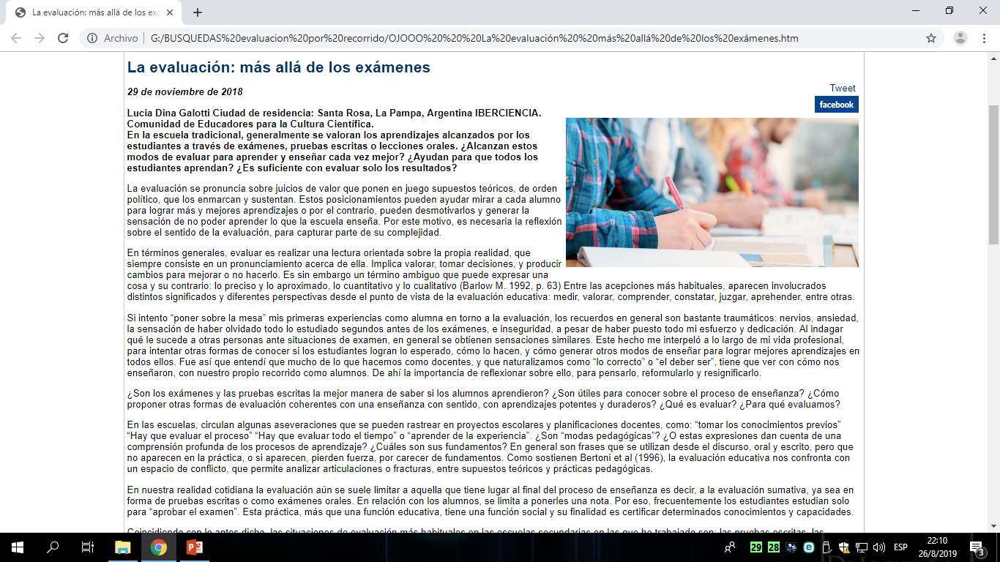 La evaluación: más allá de los exá
Archivo
G:/BUSQUEDAS%20evaluacion%20por%20recorrido/OJOOO%20%20%20La%20evaluación%20%20más%20allá%20de%20los%20exámenes.htm
La evaluación: más allá de los exámenes
29 de noviembre de 2018
Tweet
facebook
Lucia Dina Galotti Ciudad de residencia: Santa Rosa, La Pampa, Argentina IBERCIENCIA.
Comunidad de Educadores para la Cultura Científica.
En la escuela tradicional, generalmente se valoran los aprendizajes alcanzados por los
estudiantes a través de exámenes, pruebas escritas o lecciones orales. ¿Alcanzan estos
modos de evaluar para aprender y enseñar cada vez mejor? ¿Ayudan para que todos los
estudiantes aprendan? ¿Es suficiente con evaluar solo los resultados?
La evaluación se pronuncia sobre juicios de valor que ponen en juego supuestos teóricos, de orden
político, que los enmarcan y sustentan. Estos posicionamientos pueden ayudar mirar a cada alumno
para lograr más y mejores aprendizajes o por el contrario, pueden desmotivarlos y generar la
sensación de no poder aprender lo que la escuela enseña. Por este motivo, es necesaria la reflexión
sobre el sentido de la evaluación, para capturar parte de su complejidad.
En términos generales, evaluar es realizar una lectura orientada sobre la propia realidad, que
siempre consiste en un pronunciamiento acerca de ella. Implica valorar, tomar decisiones, y producir
cambios para mejorar o no hacerlo. Es sin embargo un término ambiguo que puede expresar una
cosa y su contrario: lo preciso y lo aproximado, lo cuantitativo y lo cualitativo (Barlow M. 1992, p. 63) Entre las acepciones más habituales, aparecen involucrados
distintos significados y diferentes perspectivas desde el punto de vista de la evaluación educativa: medir, valorar, comprender, constatar, juzgar, aprehender, entre otras.
Si intento “poner sobre la mesa” mis primeras experiencias como alumna en torno a la evaluación, los recuerdos en general son bastante traumáticos: nervios, ansiedad,
la sensación de haber olvidado todo lo estudiado segundos antes de los exámenes, e inseguridad, a pesar de haber puesto todo mi esfuerzo y dedicación. Al indagar
qué le sucede a otras personas ante situaciones de examen, en general se obtienen sensaciones similares. Este hecho me interpeló a lo largo de mi vida profesional,
para intentar otras formas de conocer si los estudiantes logran lo esperado, cómo lo hacen, y cómo generar otros modos de enseñar para lograr mejores aprendizajes en
todos ellos. Fue así que entendí que mucho de lo que hacemos como docentes, y que naturalizamos como “lo correcto” o “el deber ser”, tiene que ver con cómo nos
enseñaron, con nuestro propio recorrido como alumnos. De ahí la importancia de reflexionar sobre ello, para pensarlo, reformularlo y resignificarlo.
¿Son los exámenes y las pruebas escritas la mejor manera de saber si los alumnos aprendieron? ¿Son útiles para conocer sobre el proceso de enseñanza? ¿Cómo
proponer otras formas de evaluación coherentes con una enseñanza con sentido, con aprendizajes potentes y duraderos? ¿Qué es evaluar? ¿Para qué evaluamos?
En las escuelas, circulan algunas aseveraciones que se pueden rastrear en proyectos escolares y planificaciones docentes, como: “tomar los conocimientos previos”
“Hay que evaluar el proceso” “Hay que evaluar todo el tiempo” o “aprender de la experiencia”. ¿Son “modas pedagógicas”? ¿O estas expresiones dan cuenta de una
comprensión profunda de los procesos de aprendizaje? ¿Cuáles son sus fundamentos? En general son frases que se utilizan desde el discurso, oral y escrito, pero que
no aparecen en la práctica, o si aparecen, pierden fuerza, por carecer de fundamentos. Como sostienen Bertoni et al (1996), la evaluación educativa nos confronta con
un espacio de conflicto, que permite analizar articulaciones o fracturas, entre supuestos teóricos y prácticas pedagógicas.
En nuestra realidad cotidiana la evaluación aún se suele limitar a aquella que tiene lugar al final del proceso de enseñanza es decir, a la evaluación sumativa, ya sea en
forma de pruebas escritas o como exámenes orales. En relación con los alumnos, se limita a ponerles una nota. Por eso, frecuentemente los estudiantes estudian solo
para “aprobar el examen”. Esta práctica, más que una función educativa, tiene una función social y su finalidad es certificar determinados conocimientos y capacidades.
Coincidiendo con lo antes dicho, las situaciones de evaluación más habituales en las escuelas secundarias en las que he trabajado son: las pruebas escritas, las
29 28 ESP
22:10
26/8/2019
3